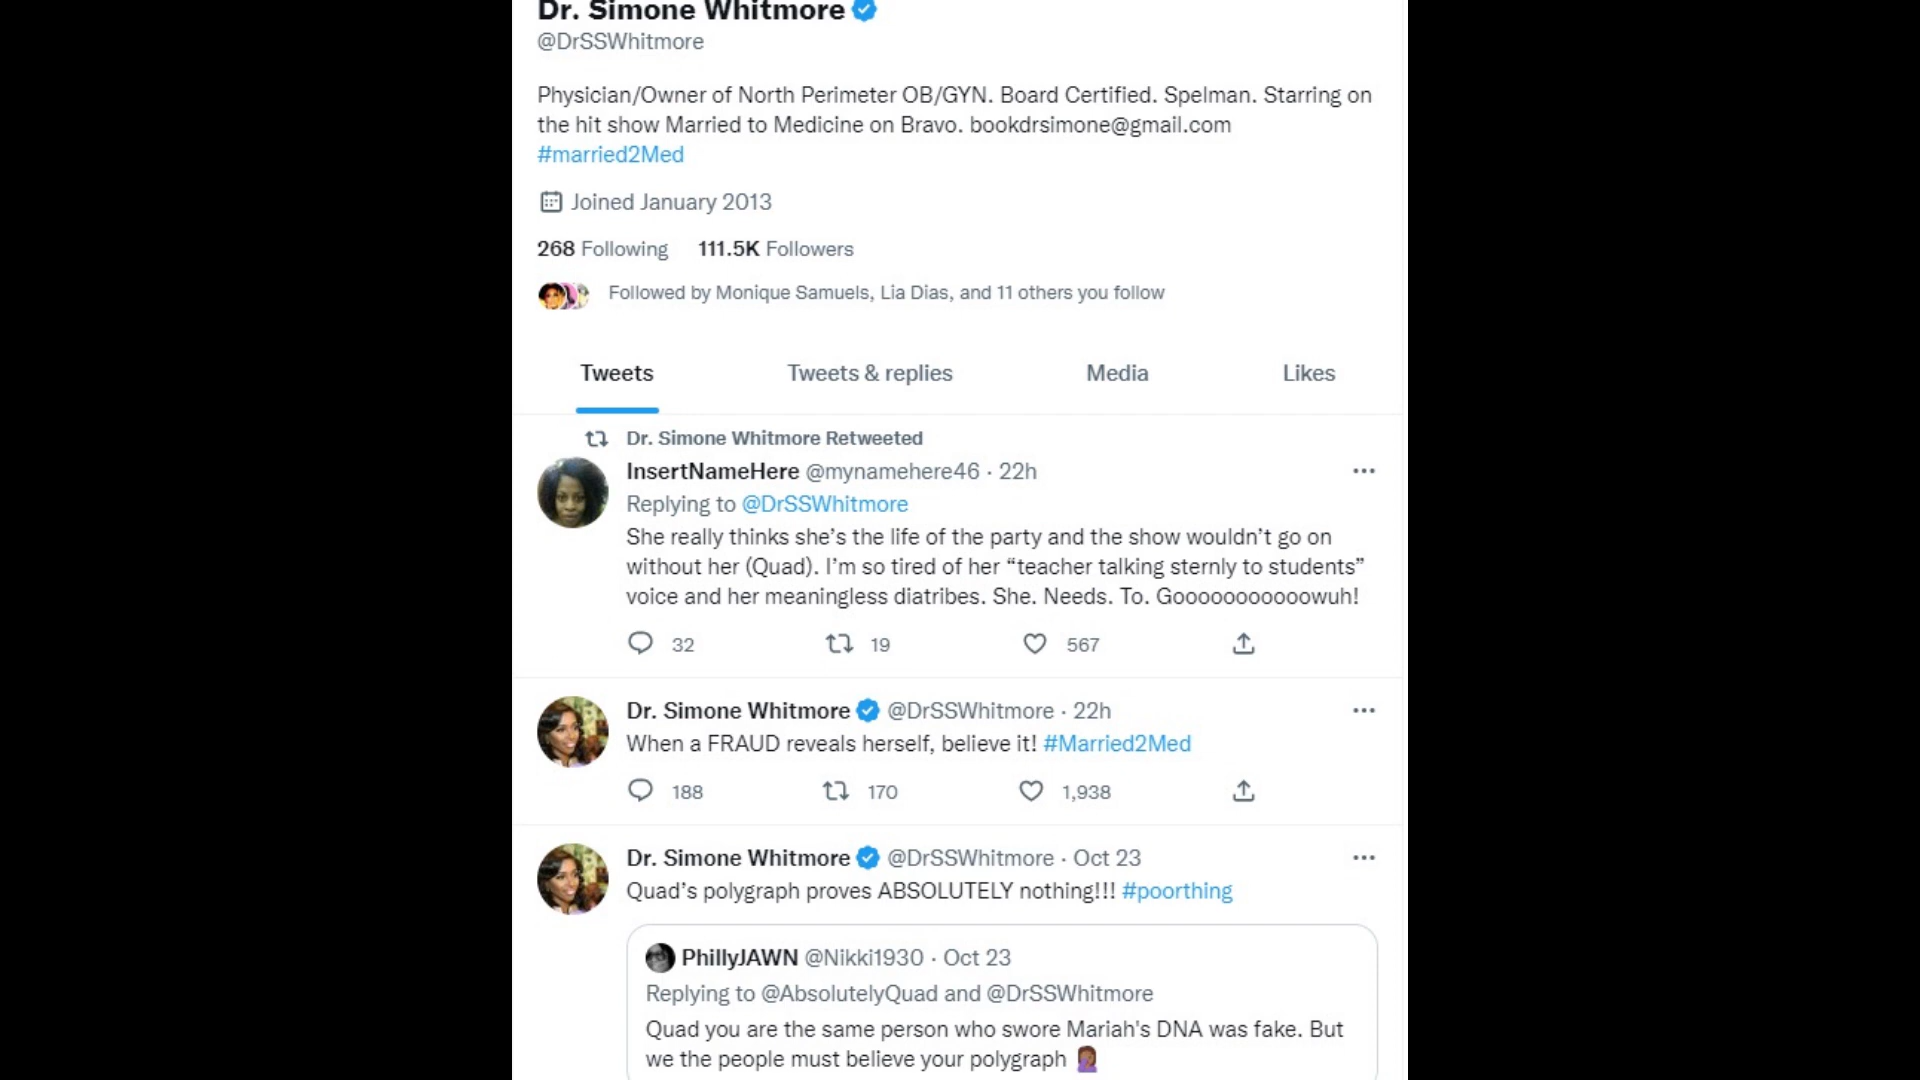 Dr. Simone Whitmore
@DrSSWhitmore
Physician/Owner of North Perimeter OB/GYN. Board Certified. Spelman. Starring on
the hit show Married to Medicine on Bravo. bookdrsimone@gmail.com
#married2Med
Joined January 2013
268 Following 111.5K Followers
Followed by Monique Samuels, Lia Dias, and 11 others you follow
Tweets Tweets & replies Media Likes
Dr. Simone Whitmore Retweeted
InsertNameHere @mynamehere46 · 22h
Replying to @DrSSWhitmore
She really thinks she’s the life of the party and the show wouldn’t go on
without her (Quad). I’m so tired of her “teacher talking sternly to students”
voice and her meaningless diatribes. She. Needs. To. Gooooooooooowuh!
32 19 567
Dr. Simone Whitmore @DrSSWhitmore · 22h
When a FRAUD reveals herself, believe it! #Married2Med
188 170 1,938
Dr. Simone Whitmore @DrSSWhitmore · Oct 23
Quad’s polygraph proves ABSOLUTELY nothing!!! #poorthing
PhillyJAWN @Nikki1930 · Oct 23
Replying to @AbsolutelyQuad and @DrSSWhitmore
Quad you are the same person who swore Mariah's DNA was fake. But
we the people must believe your polygraph 🤦🏾‍♀️